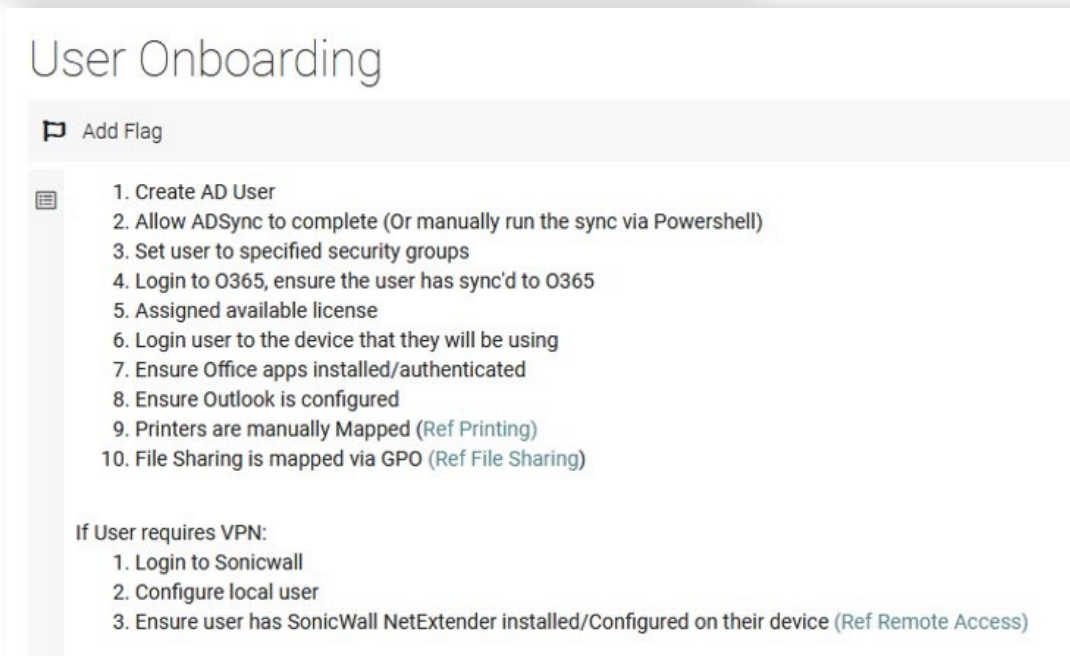 User Onboarding
Add Flag
1. Create AD User
2. Allow ADSync to complete (Or manually run the sync via Powershell)
3. Set user to specified security groups
4. Login to O365, ensure the user has sync'd to O365
5. Assigned available license
6. Login user to the device that they will be using
7. Ensure Office apps installed/authenticated
8. Ensure Outlook is configured
9. Printers are manually Mapped (Ref Printing)
10. File Sharing is mapped via GPO (Ref File Sharing)
If User requires VPN:
1. Login to Sonicwall
2. Configure local user
3. Ensure user has SonicWall NetExtender installed/Configured on their device (Ref Remote Access)